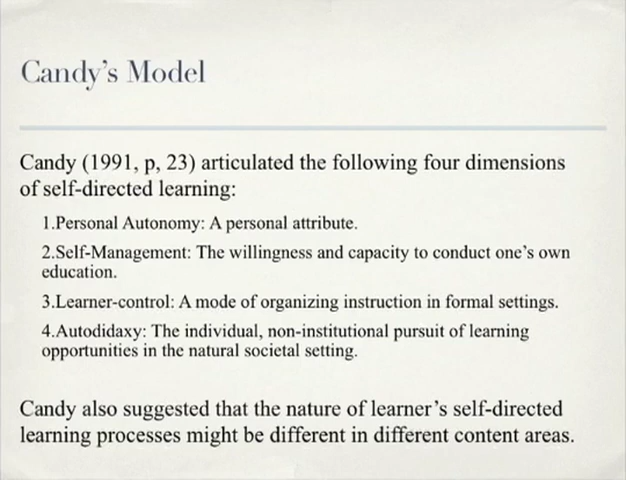 Candy's Model
Candy (1991, p, 23) articulated the following four dimensions
of self-directed learning:
1.Personal Autonomy: A personal attribute.
2.Self-Management: The willingness and capacity to conduct one's own
education.
3.Learner-control: A mode of organizing instruction in formal settings.
4.Autodidaxy: The individual, non-institutional pursuit of learning
opportunities in the natural societal setting.
Candy also suggested that the nature of learner's self-directed
learning processes might be different in different content areas.